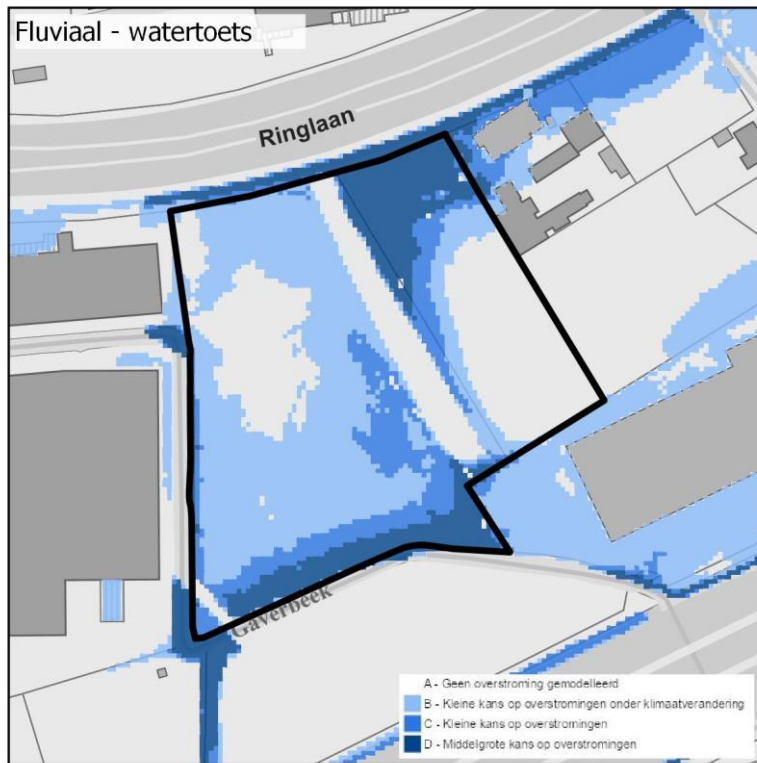 Fluviaal - watertoets
Ringlaan
Gaverbeek
A - Geen overstroming gemodelleerd
B - Kleine kans op overstromingen onder klimaatverandering
C - Kleine kans op overstromingen
D - Middelgrote kans op overstromingen